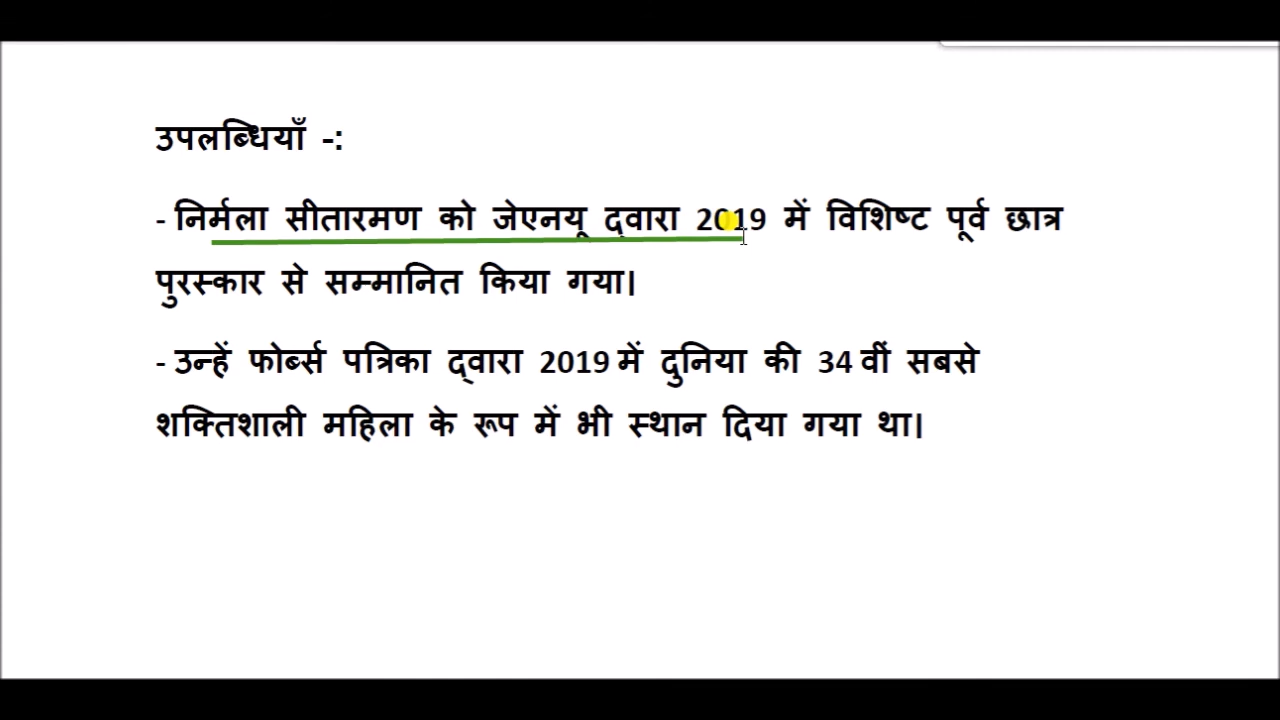 उपलब्धियाँ -:
- निर्मला सीतारमण को जेएनयू द्वारा 2019 में विशिष्ट पूर्व छात्र
पुरस्कार से सम्मानित किया गया।
- उन्हें फोर्ब्स पत्रिका द्वारा 2019 में दुनिया की 34 वीं सबसे
शक्तिशाली महिला के रूप में भी स्थान दिया गया था।